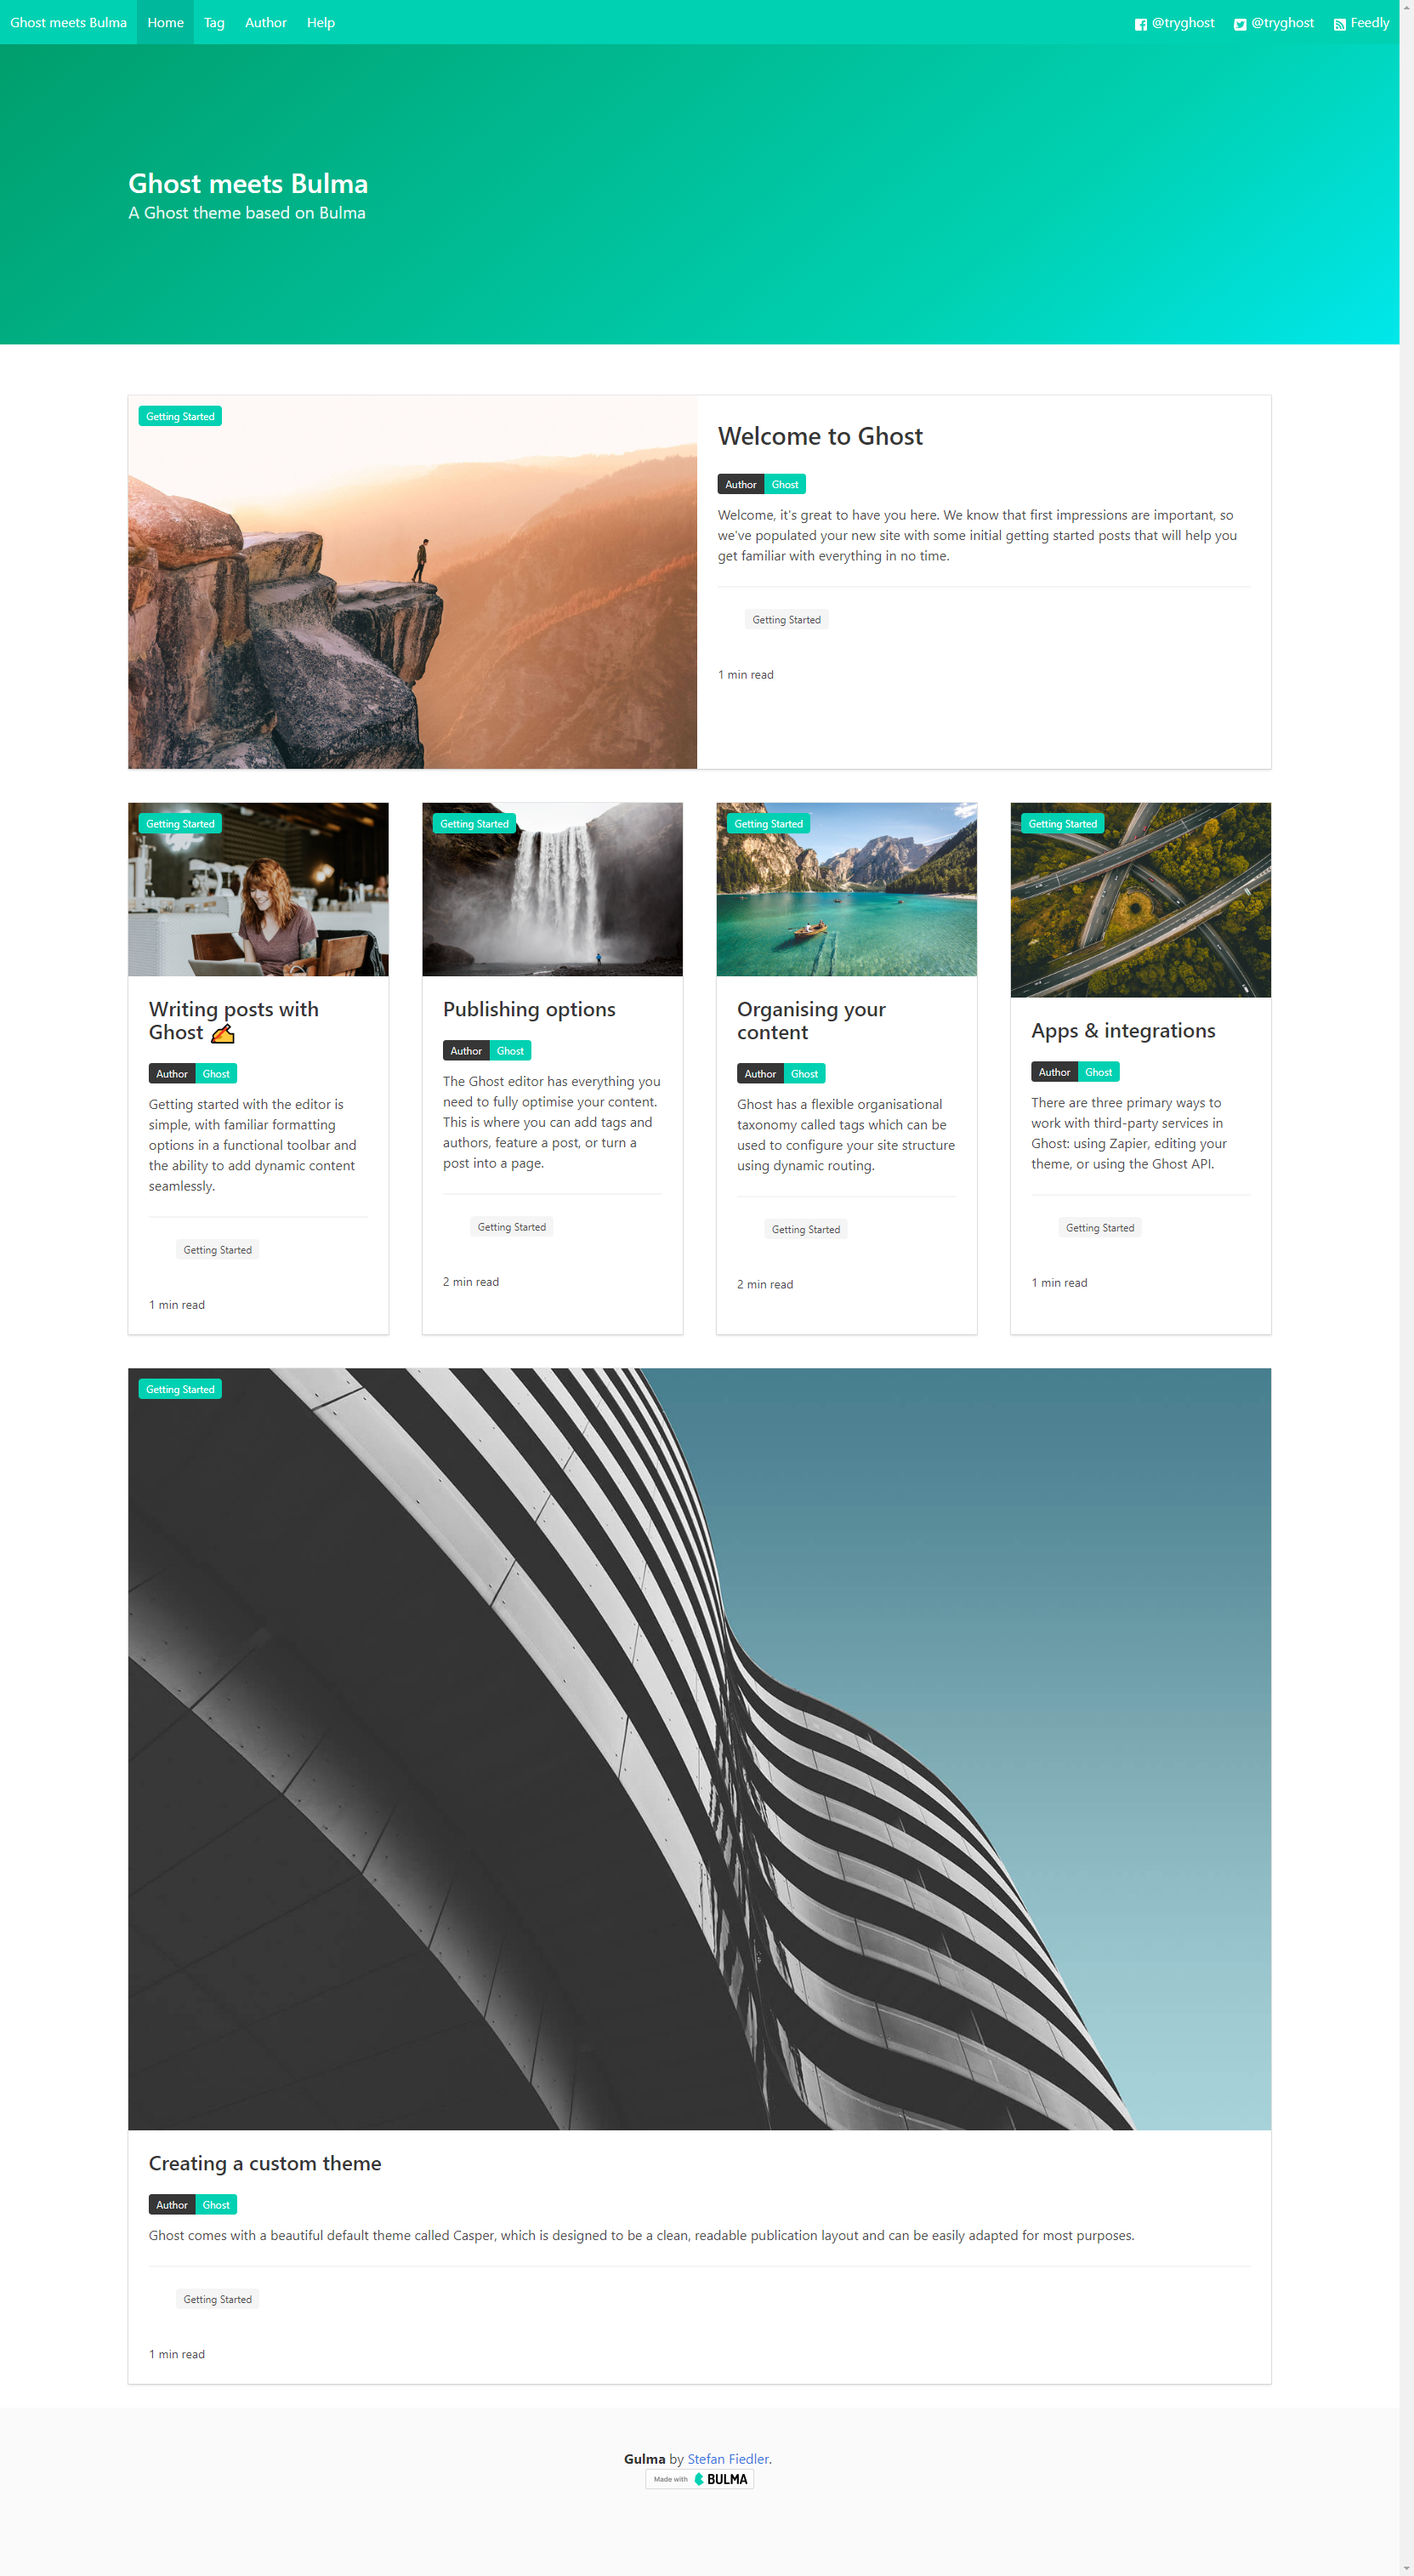 Ghost meets Bulma Home Tag Author Help @tryghost @tryghost Feedly
Ghost meets Bulma
A Ghost theme based on Bulma
Getting Started
Welcome to Ghost
Author Ghost
Welcome, it's great to have you here. We know that first impressions are important, so
we've populated your new site with some initial getting started posts that will help you
get familiar with everything in no time.
Getting Started
1 min read
Getting Started
Writing posts with
Ghost ✍
Author Ghost
Getting started with the editor is
simple, with familiar formatting
options in a functional toolbar and
the ability to add dynamic content
seamlessly.
Getting Started
1 min read
Getting Started
Publishing options
Author Ghost
The Ghost editor has everything you
need to fully optimise your content.
This is where you can add tags and
authors, feature a post, or turn a
post into a page.
Getting Started
2 min read
Getting Started
Organising your
content
Author Ghost
Ghost has a flexible organisational
taxonomy called tags which can be
used to configure your site structure
using dynamic routing.
Getting Started
2 min read
Getting Started
Apps & integrations
Author Ghost
There are three primary ways to
work with third-party services in
Ghost: using Zapier, editing your
theme, or using the Ghost API.
Getting Started
1 min read
Getting Started
Creating a custom theme
Author Ghost
Ghost comes with a beautiful default theme called Casper, which is designed to be a clean, readable publication layout and can be easily adapted for most purposes.
Getting Started
1 min read
Gulma by Stefan Fiedler.
Made with BULMA